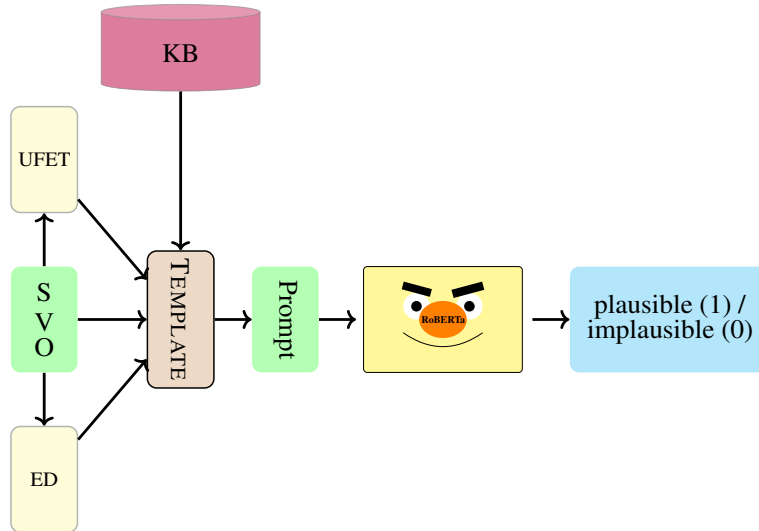 KB
UFET
S
V
O
TEMPLATE
Prompt
RoBERTa
plausible (1) /
implausible (0)
ED